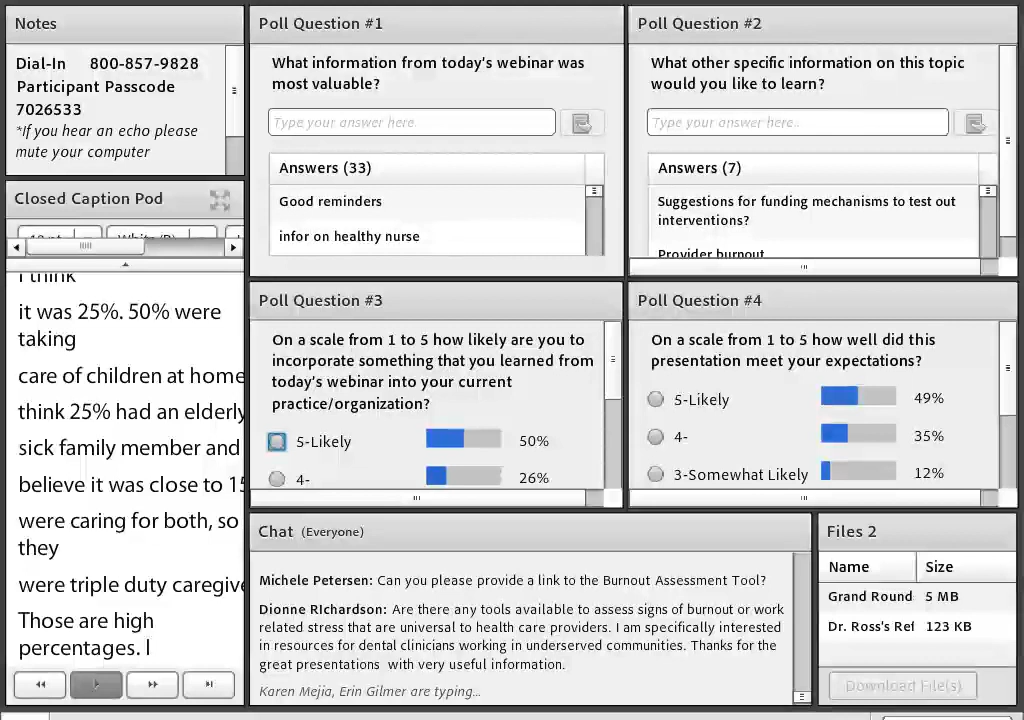 Notes
Dial-In 800-857-9828
Participant Passcode
7026533
*If you hear an echo please
mute your computer
Closed Caption Pod
I think
it was 25%. 50% were
taking
care of children at home
think 25% had an elderly
sick family member and
believe it was close to 15
were caring for both, so
they
were triple duty caregive
Those are high
percentages. I
Poll Question #1
What information from today's webinar was
most valuable?
Type your answer here.
Answers (33)
Good reminders
infor on healthy nurse
Poll Question #2
What other specific information on this topic
would you like to learn?
Type your answer here..
Answers (7)
Suggestions for funding mechanisms to test out
interventions?
Provider burnout
Poll Question #3
On a scale from 1 to 5 how likely are you to
incorporate something that you learned from
today's webinar into your current
practice/organization?
5-Likely 50%
4- 26%
Poll Question #4
On a scale from 1 to 5 how well did this
presentation meet your expectations?
5-Likely 49%
4- 35%
3-Somewhat Likely 12%
Chat (Everyone)
Michele Petersen: Can you please provide a link to the Burnout Assessment Tool?
Dionne RIchardson: Are there any tools available to assess signs of burnout or work
related stress that are universal to health care providers. I am specifically interested
in resources for dental clinicians working in underserved communities. Thanks for the
great presentations with very useful information.
Karen Mejia, Erin Gilmer are typing...
Files 2
Name Size
Grand Round 5 MB
Dr. Ross's Ref 123 KB
Download File(s)